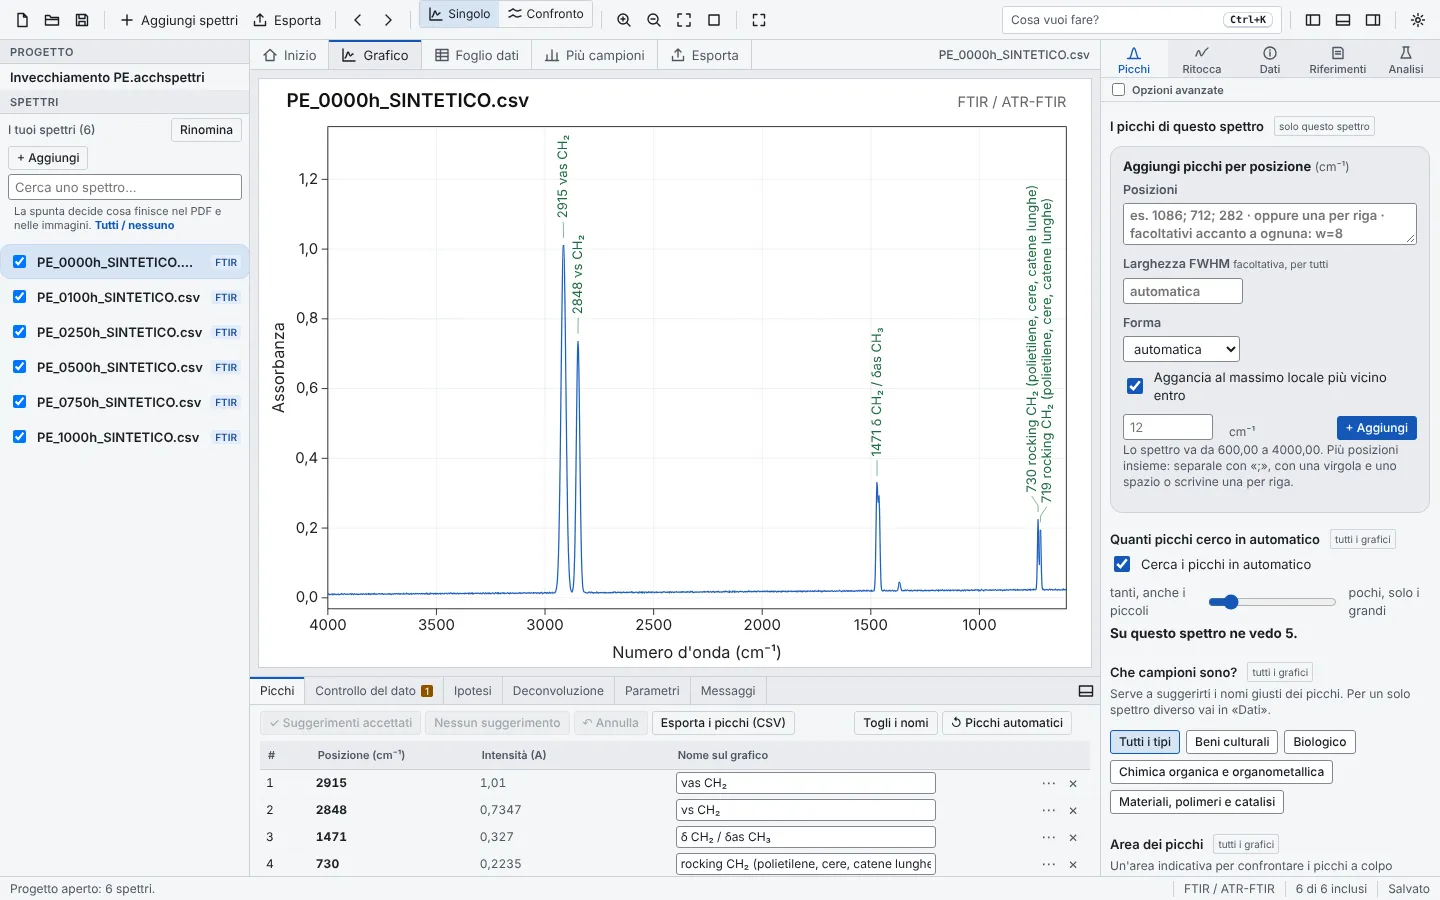 Aggiungi spettri
Esporta
Singolo
Confronto
Cosa vuoi fare?
Ctrl+K
PROGETTO
Invecchiamento PE.acchspettri
SPETTRI
I tuoi spettri (6)
Rinomina
+ Aggiungi
Cerca uno spettro...
La spunta decide cosa finisce nel PDF e
nelle immagini. Tutti / nessuno
PE_0000h_SINTETICO.... FTIR
PE_0100h_SINTETICO.csv FTIR
PE_0250h_SINTETICO.csv FTIR
PE_0500h_SINTETICO.csv FTIR
PE_0750h_SINTETICO.csv FTIR
PE_1000h_SINTETICO.csv FTIR
Inizio
Grafico
Foglio dati
Più campioni
Esporta
PE_0000h_SINTETICO.csv
PE_0000h_SINTETICO.csv
FTIR / ATR-FTIR
Assorbanza
1,2
1,0
0,8
0,6
0,4
0,2
0,0
2915 vas CH₂
2848 vs CH₂
1471 δ CH₂ / δas CH₃
730 rocking CH₂ (polietilene, cere, catene lunghe)
719 rocking CH₂ (polietilene, cere, catene lunghe)
4000 3500 3000 2500 2000 1500 1000
Numero d'onda (cm⁻¹)
Picchi
Controllo del dato 1
Ipotesi
Deconvoluzione
Parametri
Messaggi
✓ Suggerimenti accettati
Nessun suggerimento
↶ Annulla
Esporta i picchi (CSV)
Togli i nomi
↺ Picchi automatici
# Posizione (cm⁻¹) Intensità (A) Nome sul grafico
1 2915 1,01 vas CH₂ ... ×
2 2848 0,7347 vs CH₂ ... ×
3 1471 0,327 δ CH₂ / δas CH₃ ... ×
4 730 0,2235 rocking CH₂ (polietilene, cere, catene lunghe ... ×
Picchi
Ritocca
Dati
Riferimenti
Analisi
Opzioni avanzate
I picchi di questo spettro solo questo spettro
Aggiungi picchi per posizione (cm⁻¹)
Posizioni
es. 1086; 712; 282 · oppure una per riga ·
facoltativi accanto a ognuna: w=8
Larghezza FWHM facoltativa, per tutti
automatica
Forma
automatica
Aggancia al massimo locale più vicino
entro
12 cm⁻¹
+ Aggiungi
Lo spettro va da 600,00 a 4000,00. Più posizioni
insieme: separale con «;», con una virgola e uno
spazio o scrivine una per riga.
Quanti picchi cerco in automatico tutti i grafici
Cerca i picchi in automatico
tanti, anche i
piccoli
pochi, solo i
grandi
Su questo spettro ne vedo 5.
Che campioni sono? tutti i grafici
Serve a suggerirti i nomi giusti dei picchi. Per un solo
spettro diverso vai in «Dati».
Tutti i tipi
Beni culturali
Biologico
Chimica organica e organometallica
Materiali, polimeri e catalisi
Area dei picchi tutti i grafici
Un'area indicativa per confrontare i picchi a colpo
Progetto aperto: 6 spettri.
FTIR / ATR-FTIR
6 di 6 inclusi
Salvato